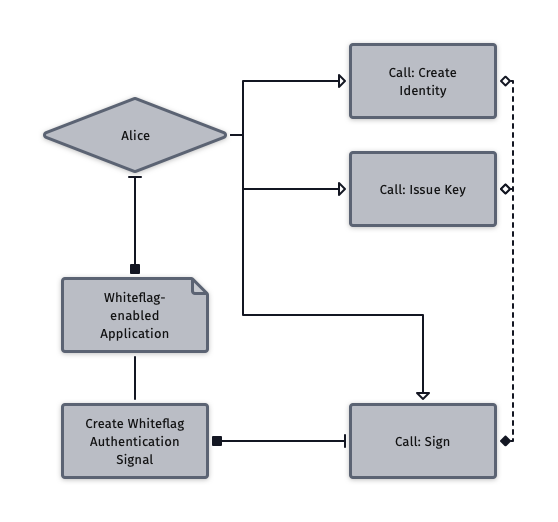 Call: Create
Identity
Alice
Call: Issue Key
Whiteflag-
enabled
Application
Create Whiteflag
Authentication
Signal
Call: Sign